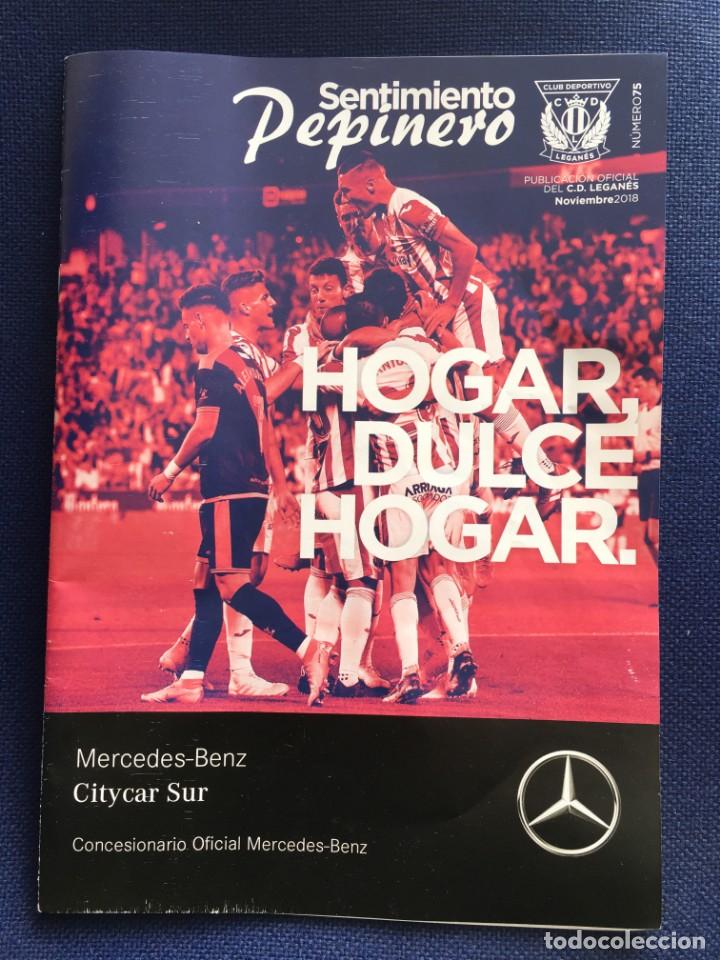 Sentimiento
Pepinero
CLUB DEPORTIVO
C D
L
LEGANÉS
NÚMERO75
PUBLICACIÓN OFICIAL
DEL C.D. LEGANÉS
Noviembre2018
HOGAR,
DULCE
HOGAR.
ARRIAGA
Mercedes-Benz
Citycar Sur
Concesionario Oficial Mercedes-Benz
todocoleccion